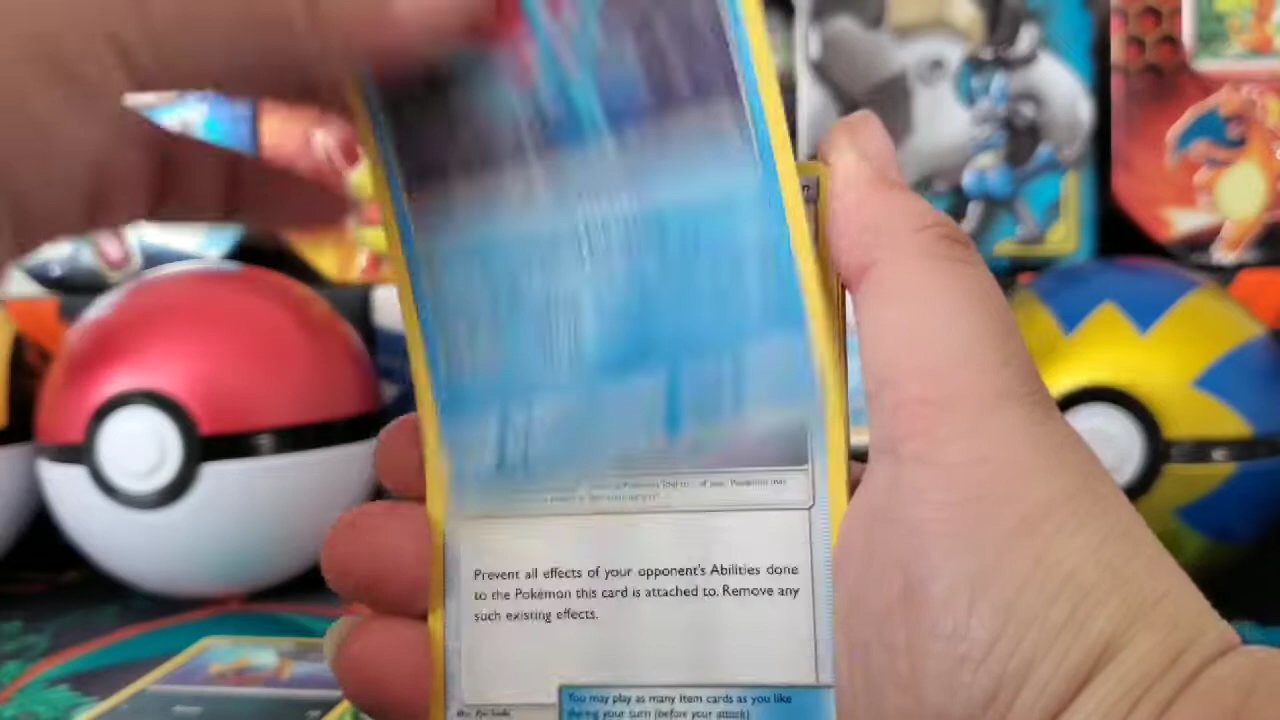 Prevent all effects of your opponent's Abilities done
to the Pokémon this card is attached to. Remove any
such existing effects.
You may play as many Item cards as you like
during your turn (before your attack)